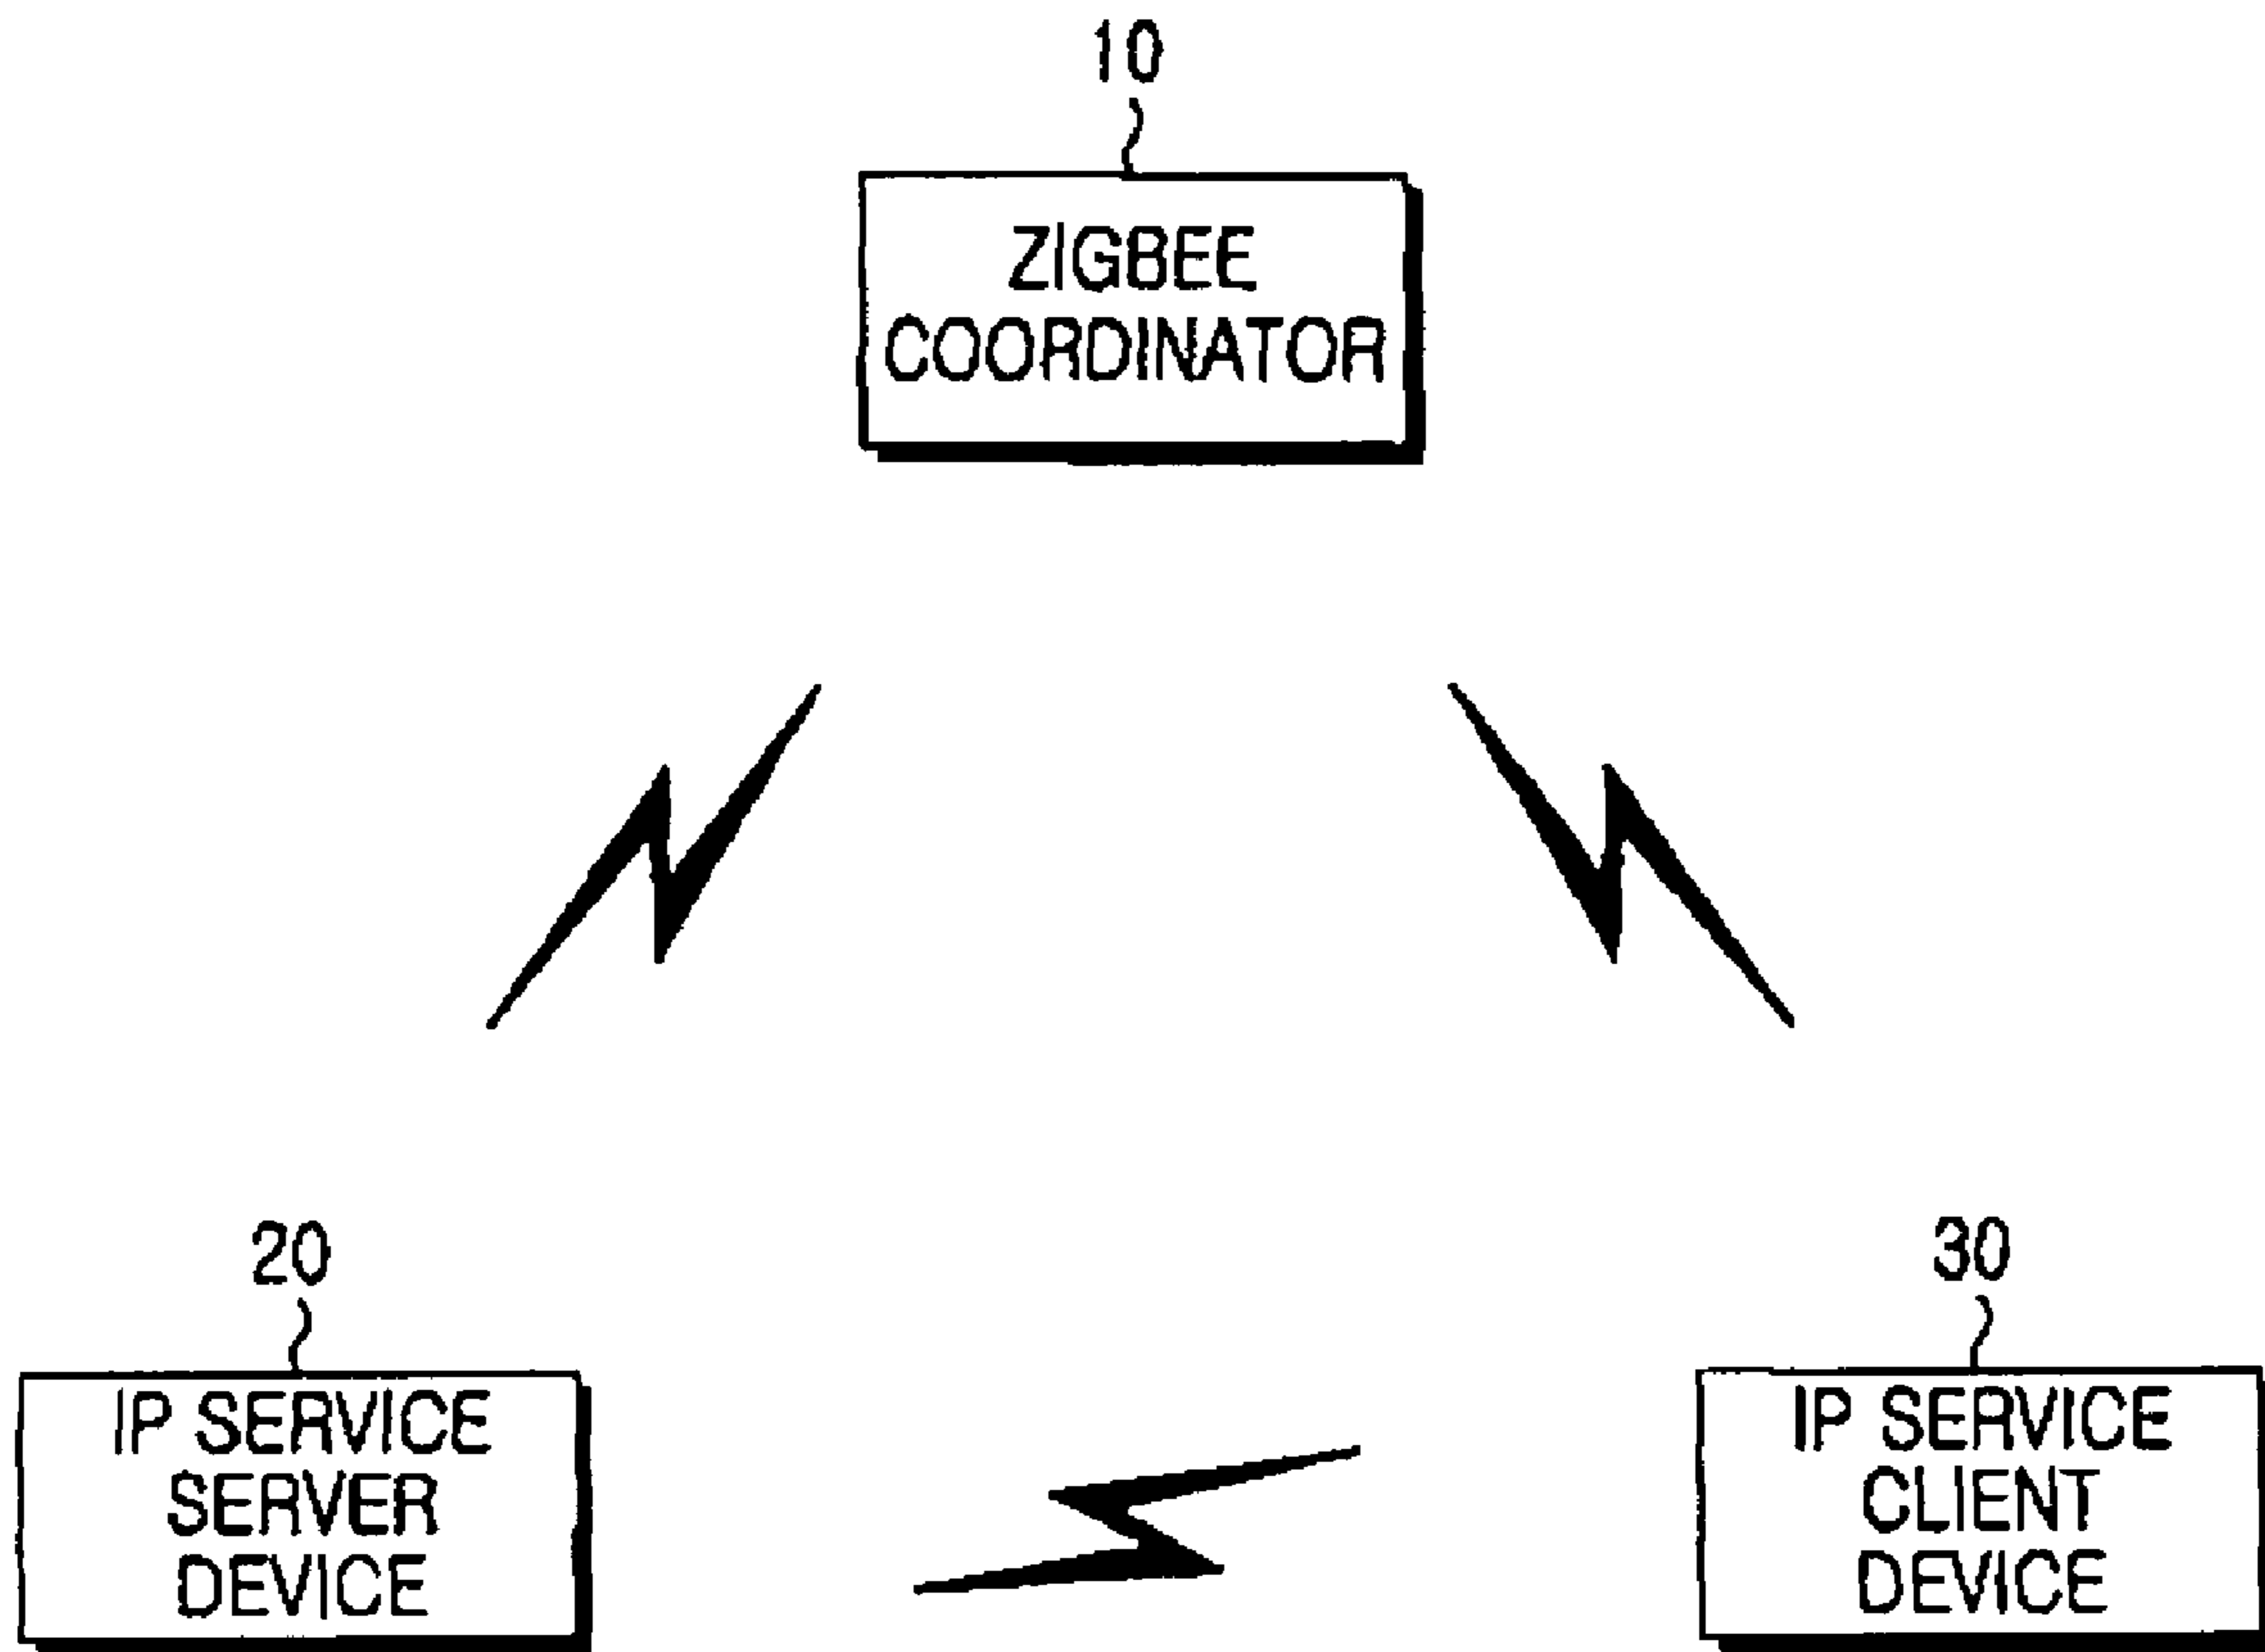 10
ZIGBEE
COORDINATOR
20
IP SERVICE
SERVER
DEVICE
30
IP SERVICE
CLIENT
DEVICE